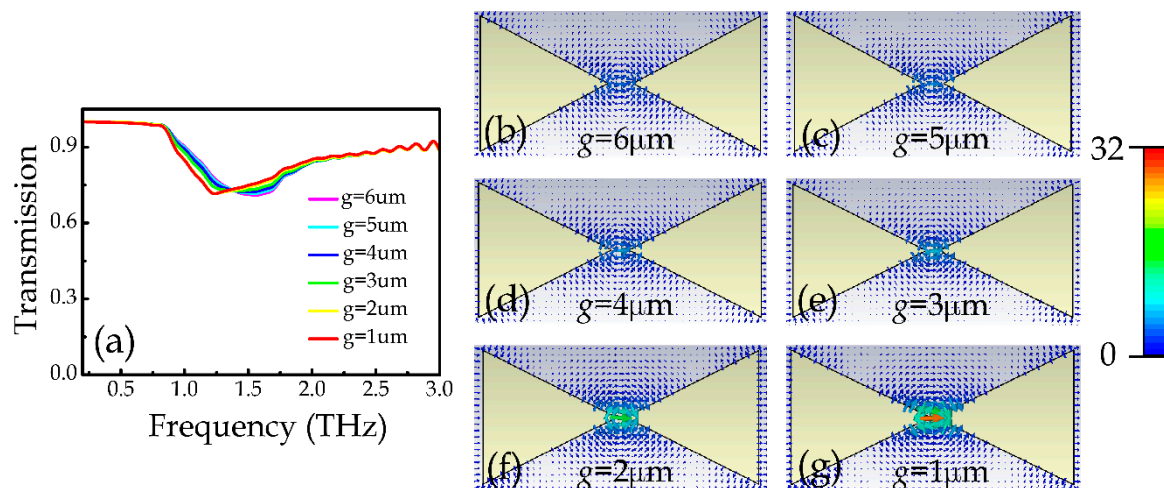 0.9
0.6
0.3
0.0
Transmission
(a)
g=6um
g=5um
g=4um
g=3um
g=2um
g=1um
0.5 1.0 1.5 2.0 2.5 3.0
Frequency (THz)
(b) g=6μm
(c) g=5μm
(d) g=4μm
(e) g=3μm
(f) g=2μm
(g) g=1μm
32
0